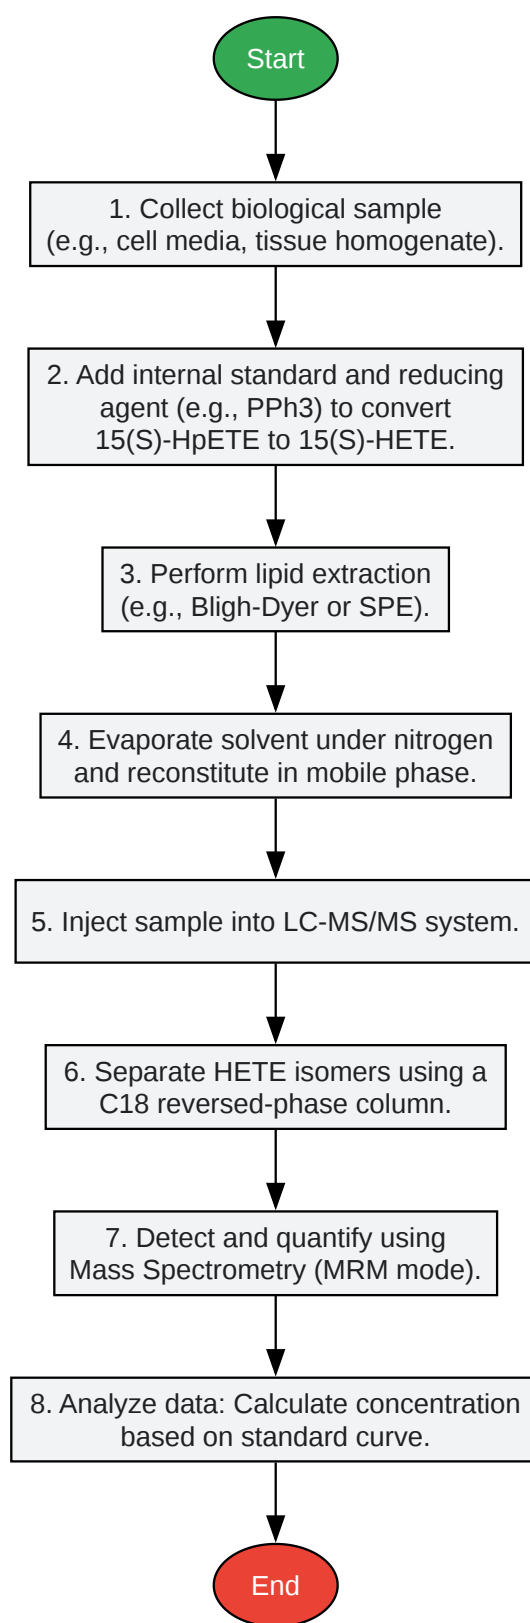 Start
1. Collect biological sample
(e.g., cell media, tissue homogenate).
2. Add internal standard and reducing
agent (e.g., PPh3) to convert
15(S)-HpETE to 15(S)-HETE.
3. Perform lipid extraction
(e.g., Bligh-Dyer or SPE).
4. Evaporate solvent under nitrogen
and reconstitute in mobile phase.
5. Inject sample into LC-MS/MS system.
6. Separate HETE isomers using a
C18 reversed-phase column.
7. Detect and quantify using
Mass Spectrometry (MRM mode).
8. Analyze data: Calculate concentration
based on standard curve.
End